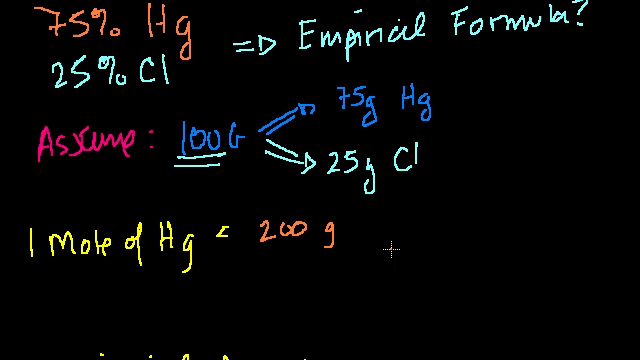 75% Hg
25% Cl
=> Empirical Formula?
75g Hg
Assume: 100G
25g Cl
1 Mole of Hg < 200 g